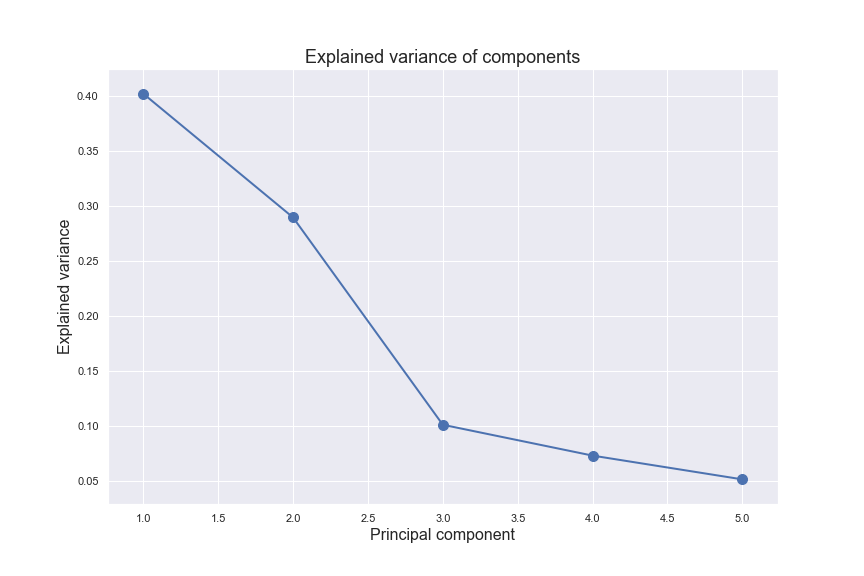 Explained variance of components
0.40
0.35
0.30
0.25
0.20
0.15
0.10
0.05
Explained variance
1.0 1.5 2.0 2.5 3.0 3.5 4.0 4.5 5.0
Principal component